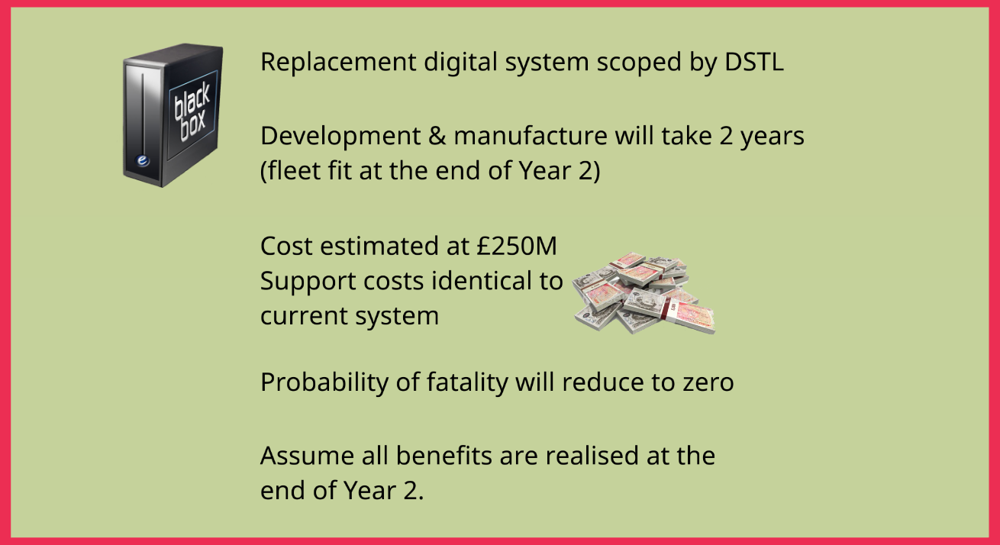 black
box
Replacement digital system scoped by DSTL
Development & manufacture will take 2 years
(fleet fit at the end of Year 2)
Cost estimated at £250M
Support costs identical to
current system
Probability of fatality will reduce to zero
Assume all benefits are realised at the
end of Year 2.